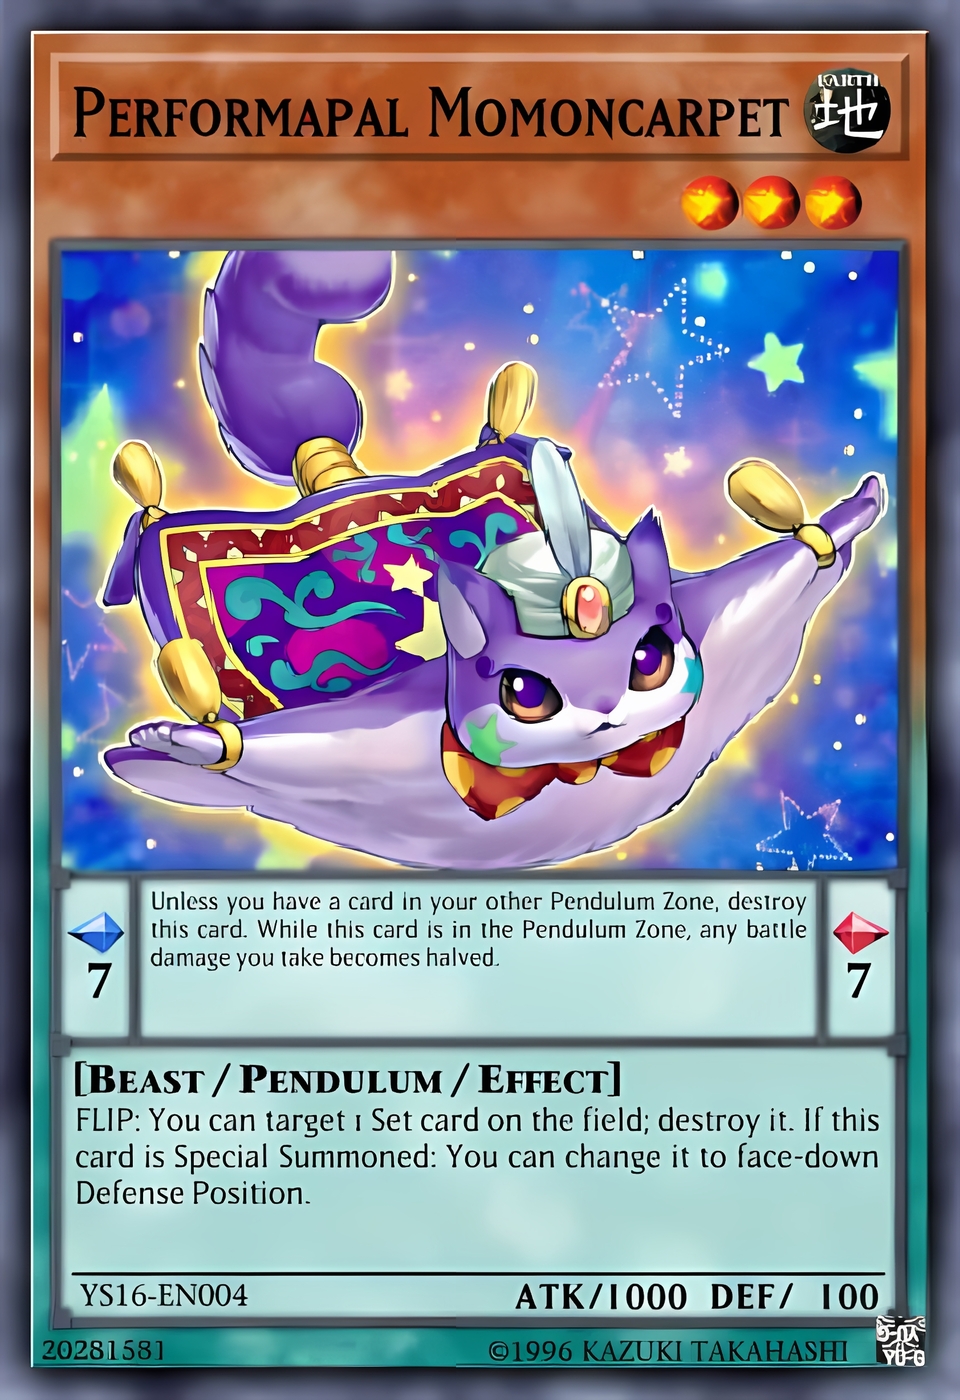 PERFORMAPAL MOMONCARPET
EARTH
地
Unless you have a card in your other Pendulum Zone, destroy
this card. While this card is in the Pendulum Zone, any battle
damage you take becomes halved.
7
7
[BEAST / PENDULUM / EFFECT]
FLIP: You can target 1 Set card on the field; destroy it. If this
card is Special Summoned: You can change it to face-down
Defense Position.
YS16-EN004 ATK/1000 DEF/ 100
20281581 ©1996 KAZUKI TAKAHASHI